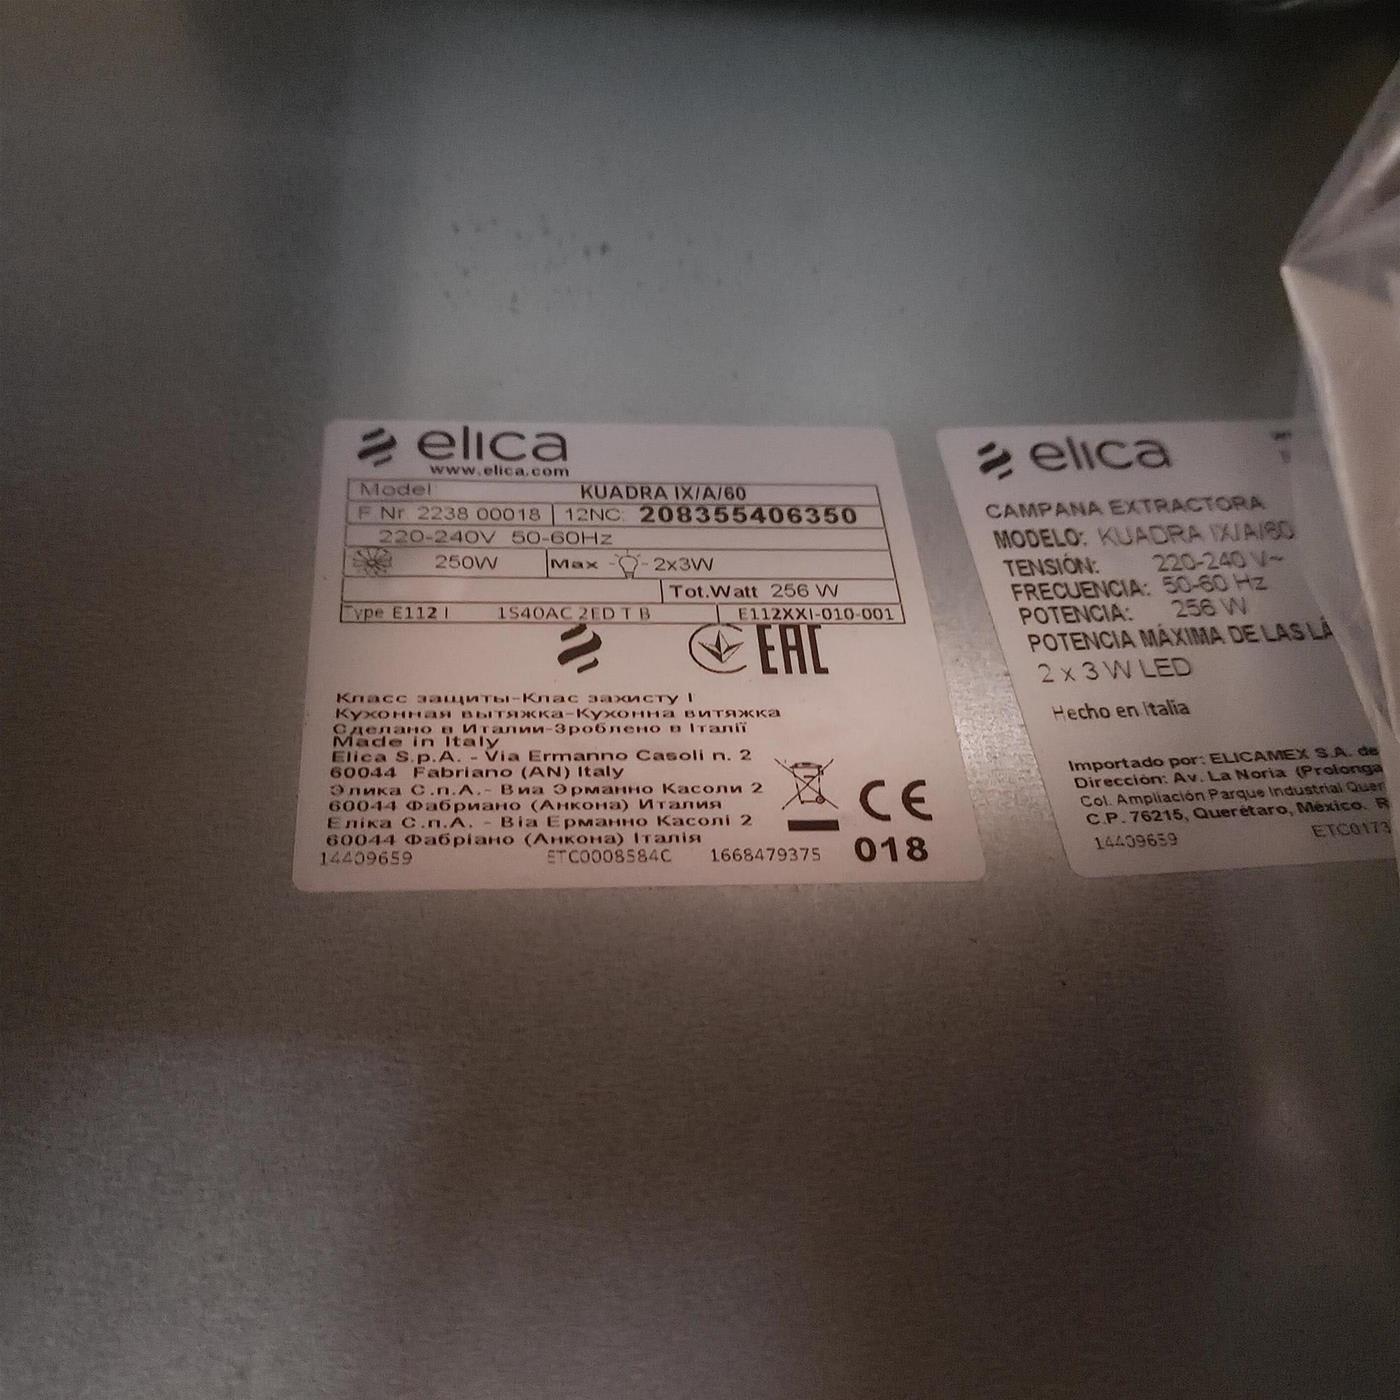 elica
www.elica.com
Model KUADRA IX/A/60
F Nr. 2238 00018 12NC: 208355406350
220-240V 50-60Hz
250W Max 2x3W
Tot.Watt 256 W
Type E112 I 1S40AC 2ED T B E112XXI-010-001
EAC
Класс защиты-Клас захисту I
Кухонная вытяжка-Кухонна витяжка
Сделано в Италии-Зроблено в Італії
Made in Italy
Elica S.p.A. - Via Ermanno Casoli n. 2
60044 Fabriano (AN) Italy
Элика С.п.А.- Виа Эрманно Касоли 2
60044 Фабриано (Анкона) Италия
Еліка С.п.А. - Віа Ерманно Касолі 2
60044 Фабріано (Анкона) Італія
CE
14409659 ETC0008584C 1668479375 018
elica
CAMPANA EXTRACTORA
MODELO: KUADRA IX/A/60
TENSIÓN: 220-240 V~
FRECUENCIA: 50-60 Hz
POTENCIA: 256 W
POTENCIA MÁXIMA DE LAS LÁ
2 x 3 W LED
Hecho en Italia
Importado por: ELICAMEX S.A. de
Dirección: Av. La Noria (Prolonga
Col. Ampliación Parque Industrial Quer
C.P. 76215, Querétaro, México. R
14409659 ETC0173